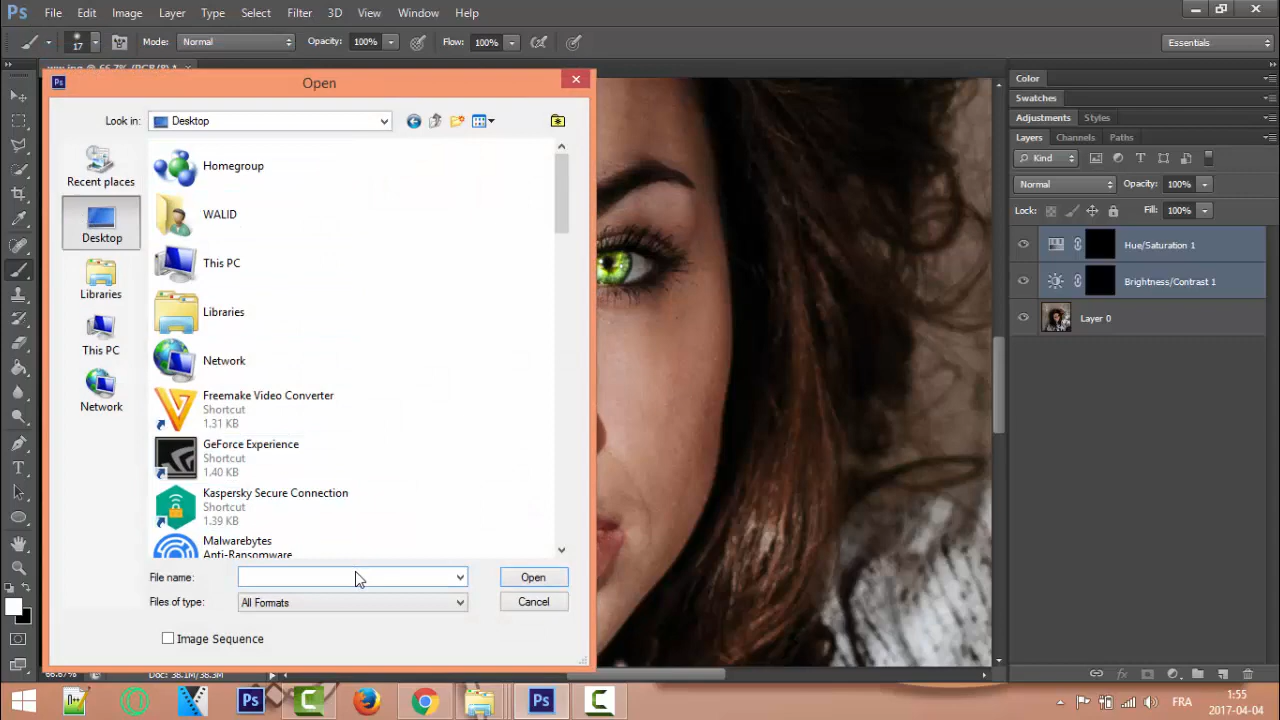 Ps File Edit Image Layer Type Select Filter 3D View Window Help
17 Mode: Normal Opacity: 100% Flow: 100% Essentials
Ps Open
Look in: Desktop
Recent places
Desktop
Libraries
This PC
Network
Homegroup
WALID
This PC
Libraries
Network
Freemake Video Converter
Shortcut
1.31 KB
GeForce Experience
Shortcut
1.40 KB
Kaspersky Secure Connection
Shortcut
1.39 KB
Malwarebytes
Anti-Ransomware
File name:
Open
Files of type: All Formats
Cancel
Image Sequence
Color
Swatches
Adjustments Styles
Layers Channels Paths
Kind
Normal Opacity: 100%
Lock: Fill: 100%
Hue/Saturation 1
Brightness/Contrast 1
Layer 0
fx
Ps Ps FR 1:55
2017-04-04